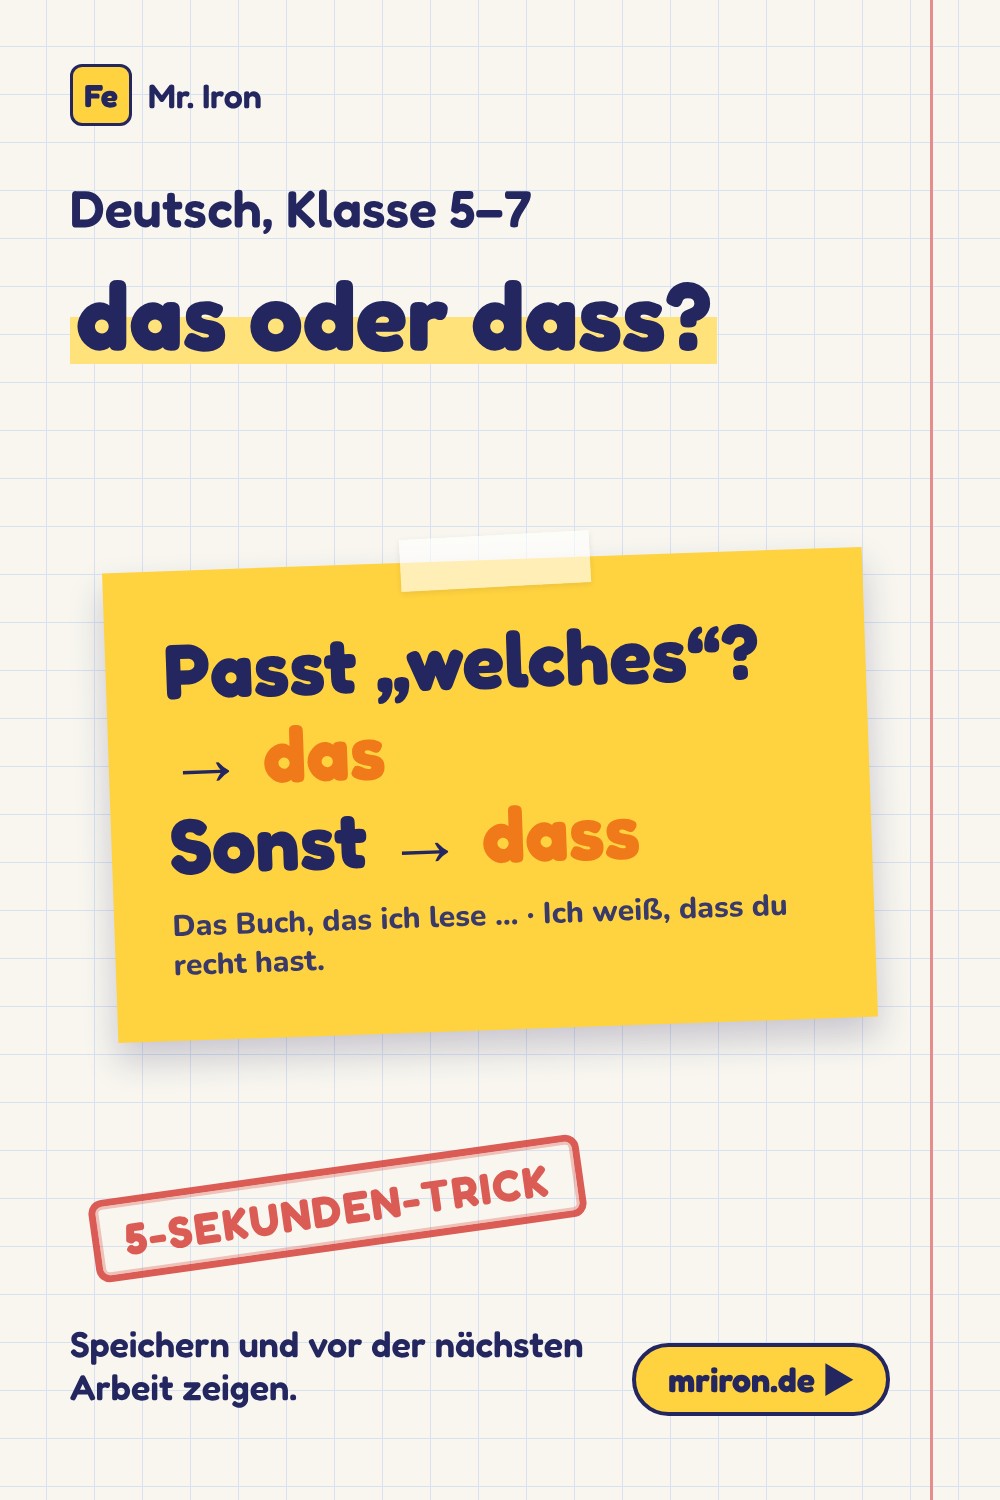 Fe Mr. Iron
Deutsch, Klasse 5–7
das oder dass?
Passt „welches“?
→ das
Sonst → dass
Das Buch, das ich lese ... · Ich weiß, dass du
recht hast.
5-SEKUNDEN-TRICK
Speichern und vor der nächsten
Arbeit zeigen.
mriron.de ▶